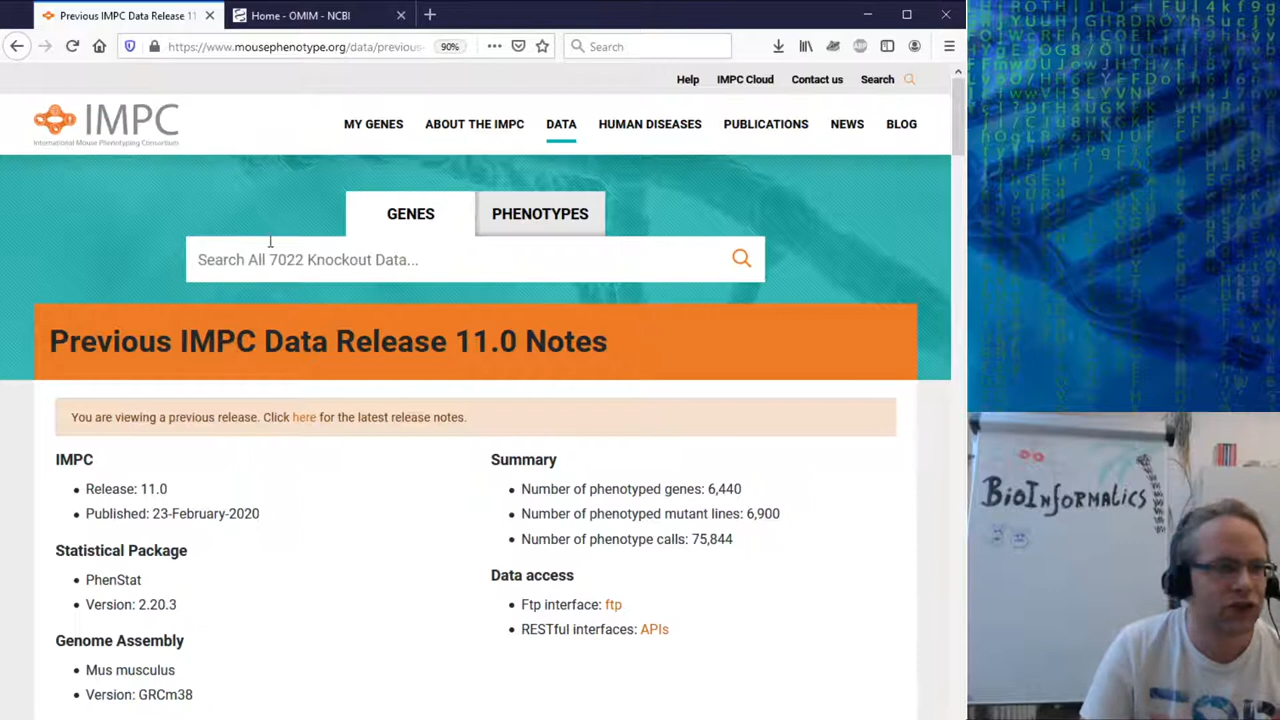 Previous IMPC Data Release 11
Home - OMIM - NCBI
https://www.mousephenotype.org/data/previous-
90%
Search
Help
IMPC Cloud
Contact us
Search
IMPC
International Mouse Phenotyping Consortium
MY GENES
ABOUT THE IMPC
DATA
HUMAN DISEASES
PUBLICATIONS
NEWS
BLOG
GENES
PHENOTYPES
Search All 7022 Knockout Data...
Previous IMPC Data Release 11.0 Notes
You are viewing a previous release. Click here for the latest release notes.
IMPC
Release: 11.0
Published: 23-February-2020
Statistical Package
PhenStat
Version: 2.20.3
Genome Assembly
Mus musculus
Version: GRCm38
Summary
Number of phenotyped genes: 6,440
Number of phenotyped mutant lines: 6,900
Number of phenotype calls: 75,844
Data access
Ftp interface: ftp
RESTful interfaces: APIs
BioInformatics